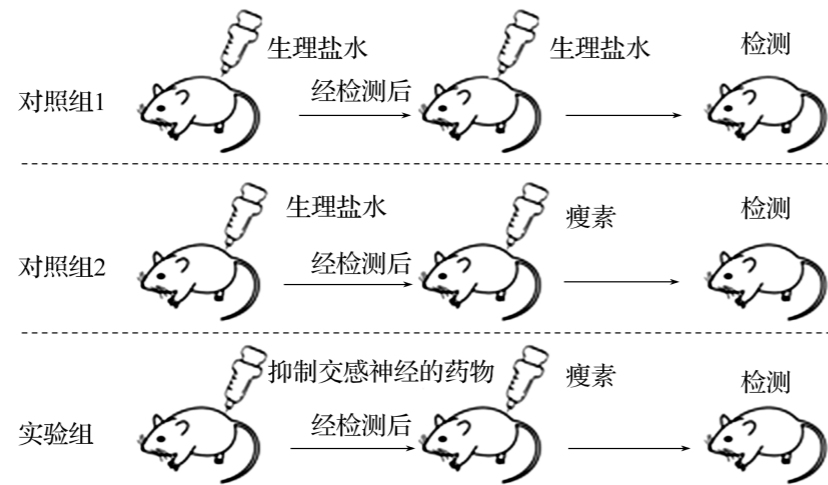 生理盐水
生理盐水
检测
对照组1
经检测后
生理盐水
瘦素
检测
对照组2
经检测后
抑制交感神经的药物
瘦素
检测
实验组
经检测后